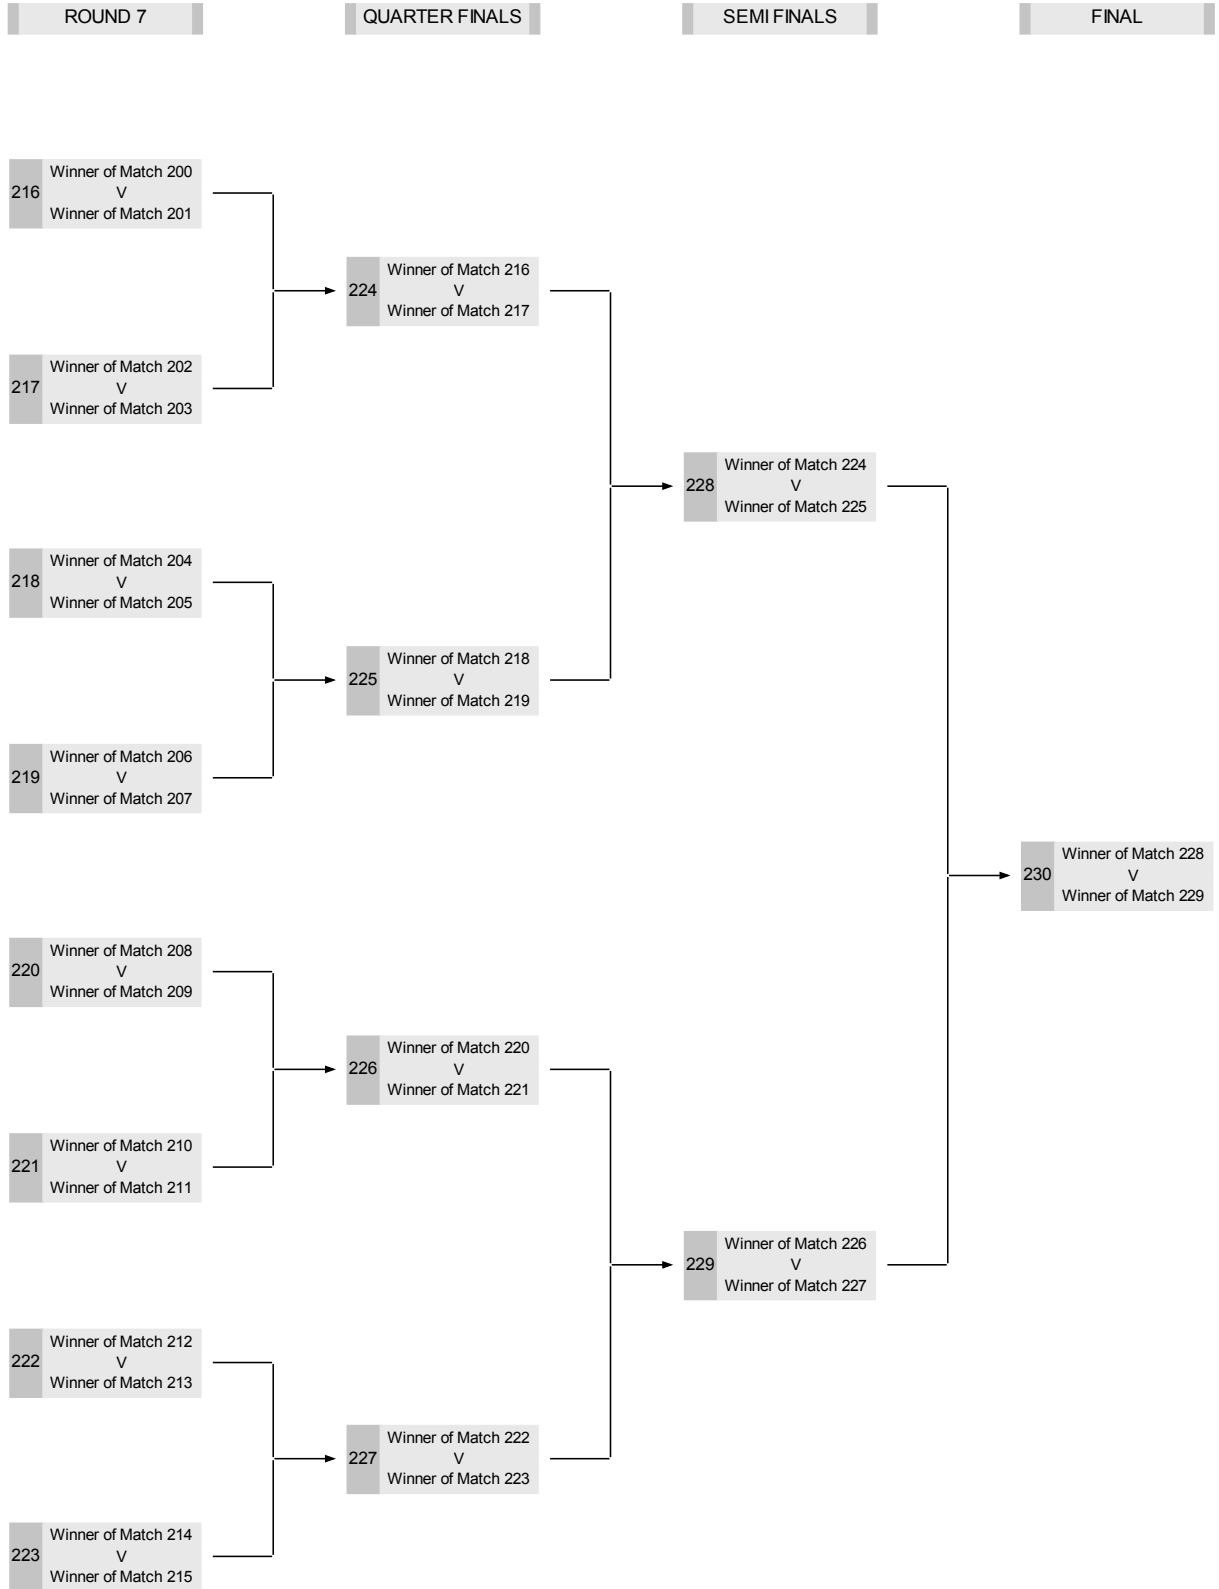 ROUND 7
QUARTER FINALS
SEMI FINALS
FINAL
216
Winner of Match 200
V
Winner of Match 201
217
Winner of Match 202
V
Winner of Match 203
218
Winner of Match 204
V
Winner of Match 205
219
Winner of Match 206
V
Winner of Match 207
220
Winner of Match 208
V
Winner of Match 209
221
Winner of Match 210
V
Winner of Match 211
222
Winner of Match 212
V
Winner of Match 213
223
Winner of Match 214
V
Winner of Match 215
224
Winner of Match 216
V
Winner of Match 217
225
Winner of Match 218
V
Winner of Match 219
226
Winner of Match 220
V
Winner of Match 221
227
Winner of Match 222
V
Winner of Match 223
228
Winner of Match 224
V
Winner of Match 225
229
Winner of Match 226
V
Winner of Match 227
230
Winner of Match 228
V
Winner of Match 229